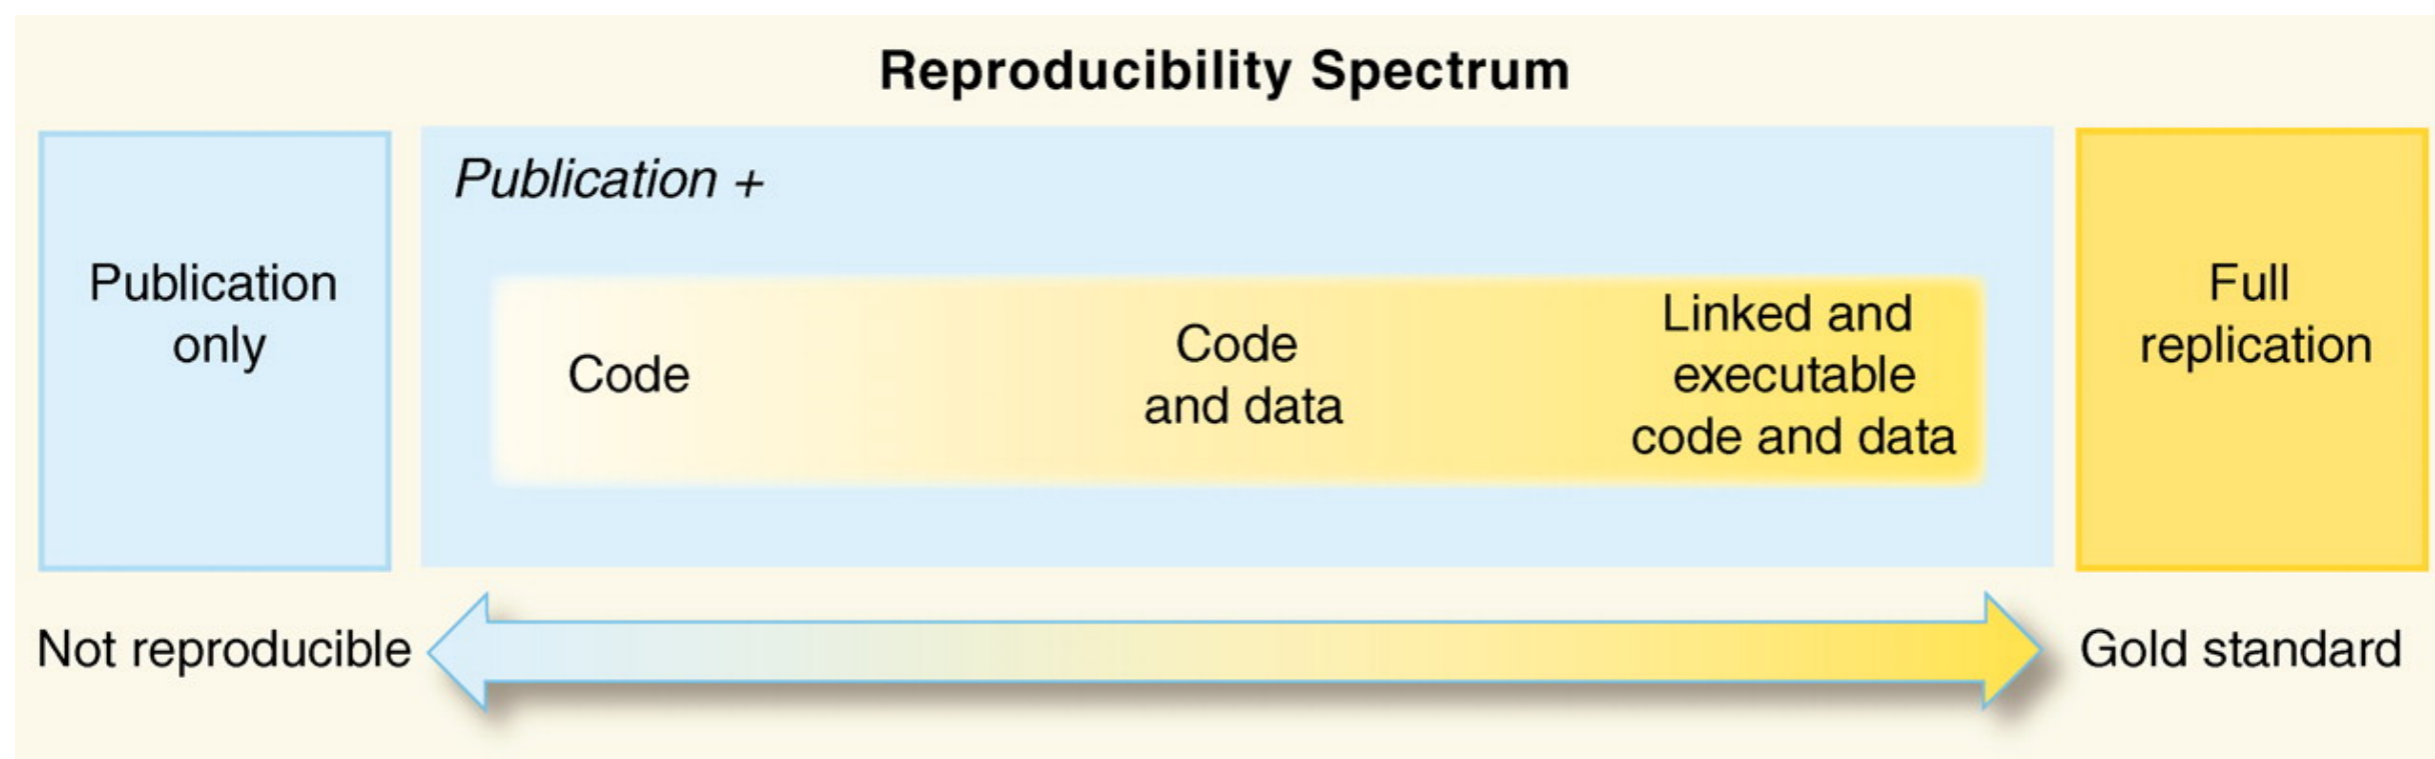 Reproducibility Spectrum
Publication
only
Publication +
Code
Code
and data
Linked and
executable
code and data
Full
replication
Not reproducible
Gold standard